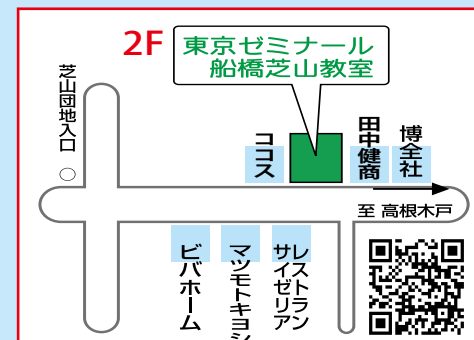 2F
東京ゼミナール
船橋芝山教室
芝山団地入口
ココス
田中健商
博全社
至 高根木戸
ビバホーム
マツモトキヨシ
レストラン
サイゼリア